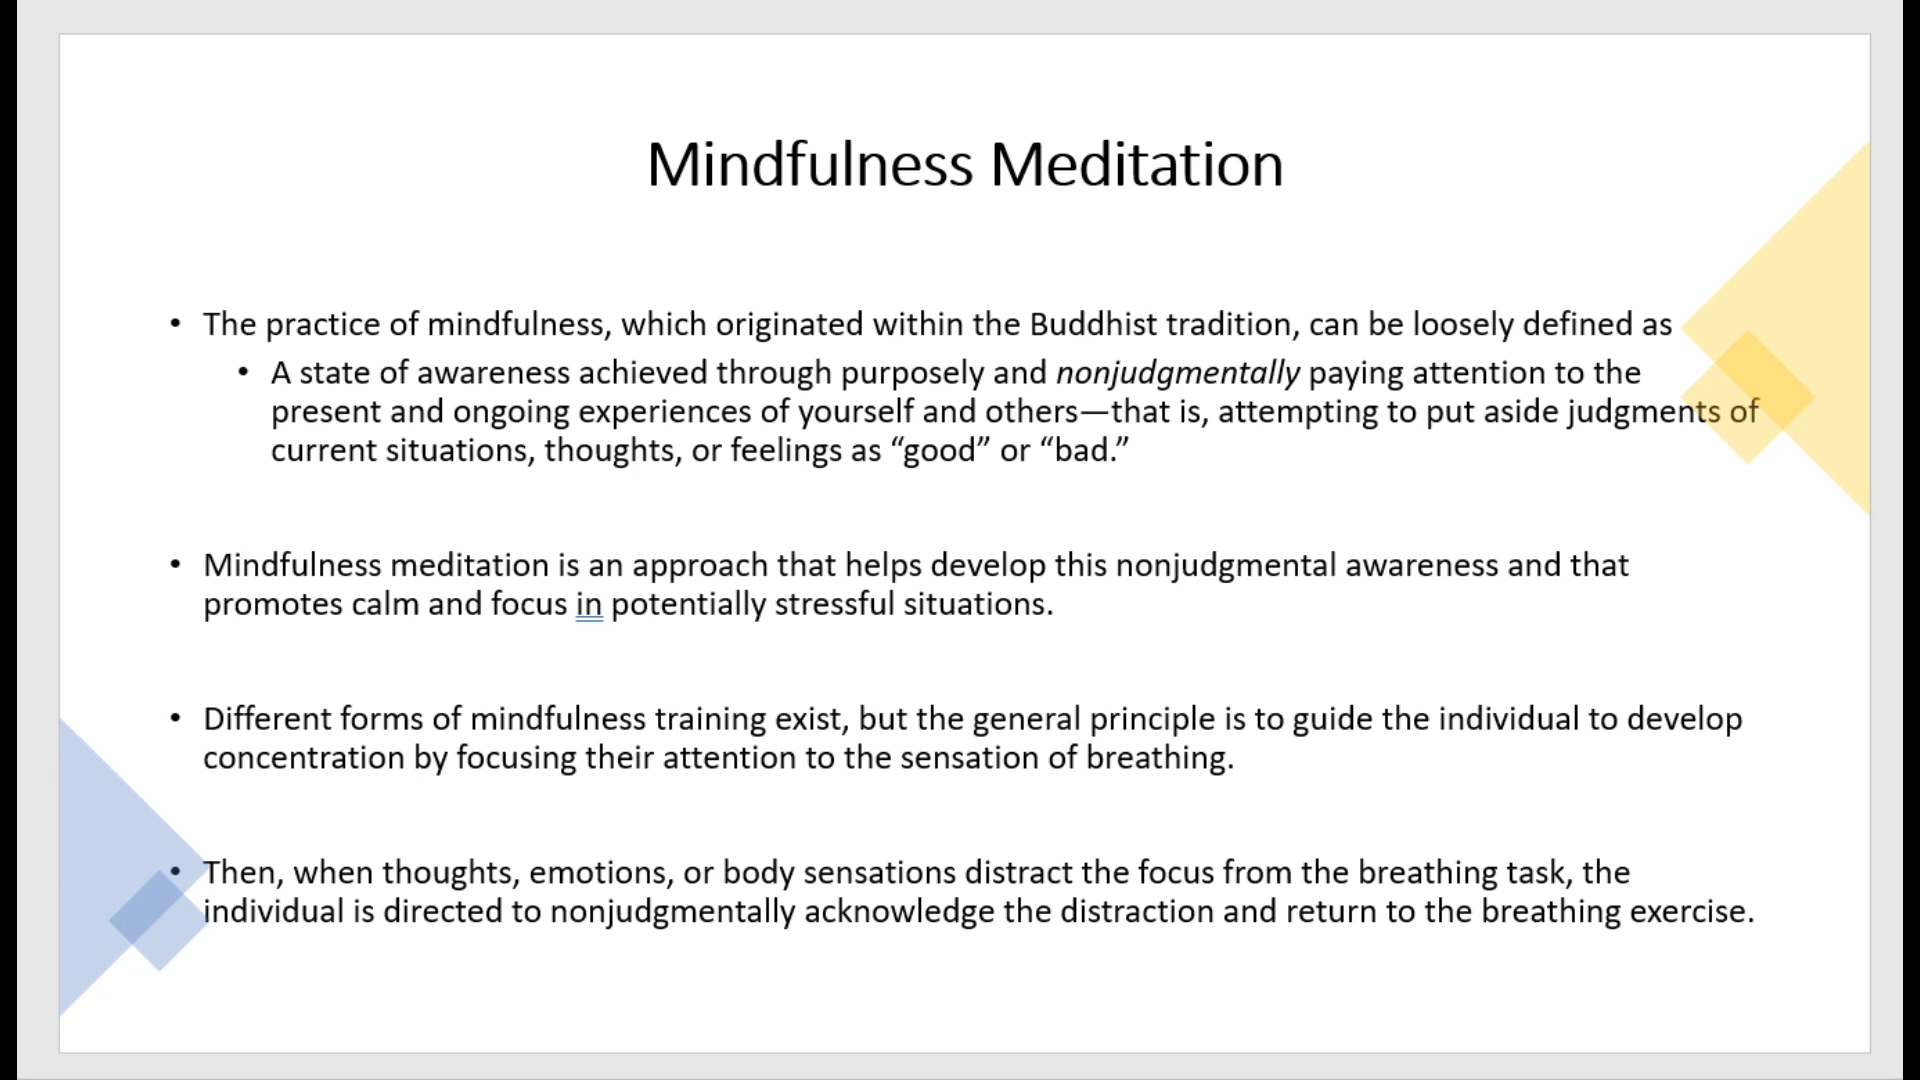 Mindfulness Meditation
• The practice of mindfulness, which originated within the Buddhist tradition, can be loosely defined as
• A state of awareness achieved through purposely and nonjudgmentally paying attention to the
present and ongoing experiences of yourself and others—that is, attempting to put aside judgments of
current situations, thoughts, or feelings as “good” or “bad.”
• Mindfulness meditation is an approach that helps develop this nonjudgmental awareness and that
promotes calm and focus in potentially stressful situations.
• Different forms of mindfulness training exist, but the general principle is to guide the individual to develop
concentration by focusing their attention to the sensation of breathing.
• Then, when thoughts, emotions, or body sensations distract the focus from the breathing task, the
individual is directed to nonjudgmentally acknowledge the distraction and return to the breathing exercise.